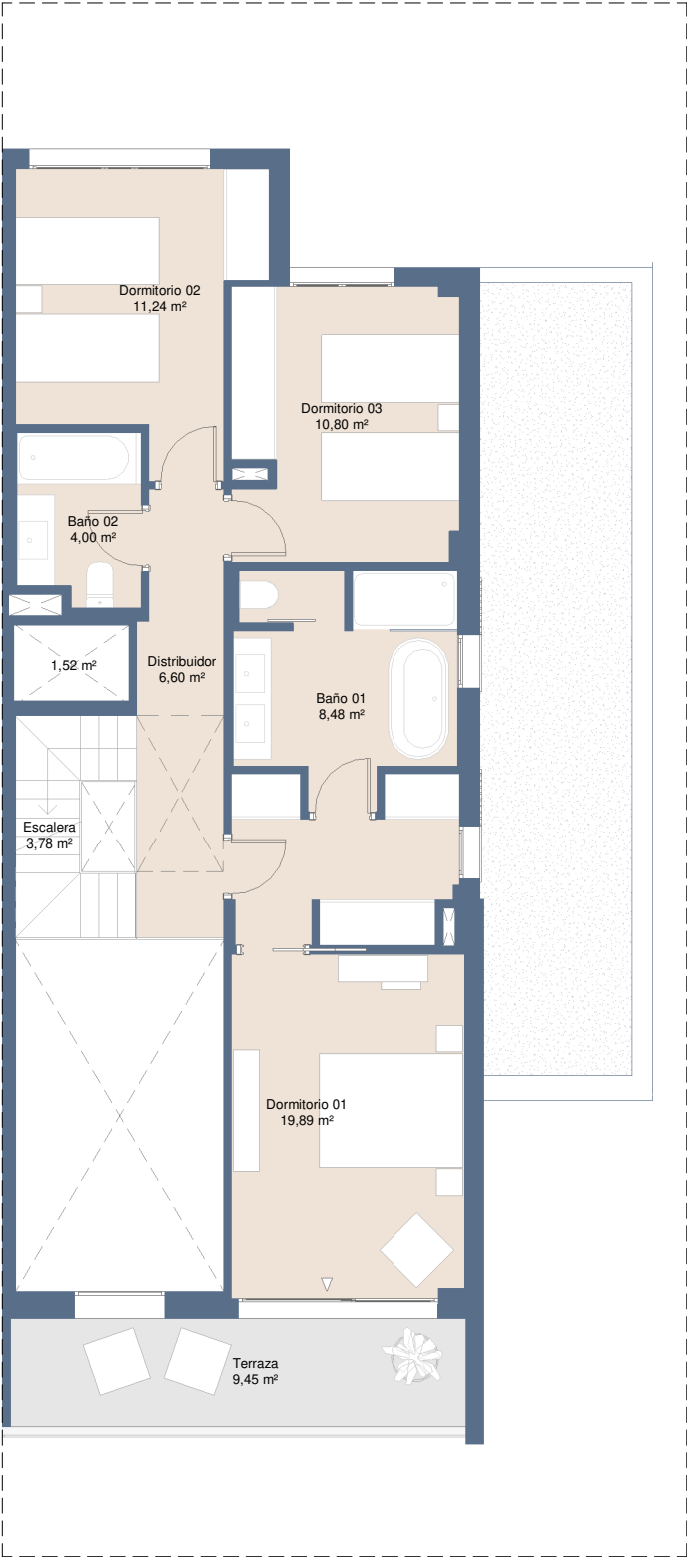 Dormitorio 02
11,24 m²
Dormitorio 03
10,80 m²
Baño 02
4,00 m²
1,52 m²
Distribuidor
6,60 m²
Baño 01
8,48 m²
Escalera
3,78 m²
Dormitorio 01
19,89 m²
Terraza
9,45 m²